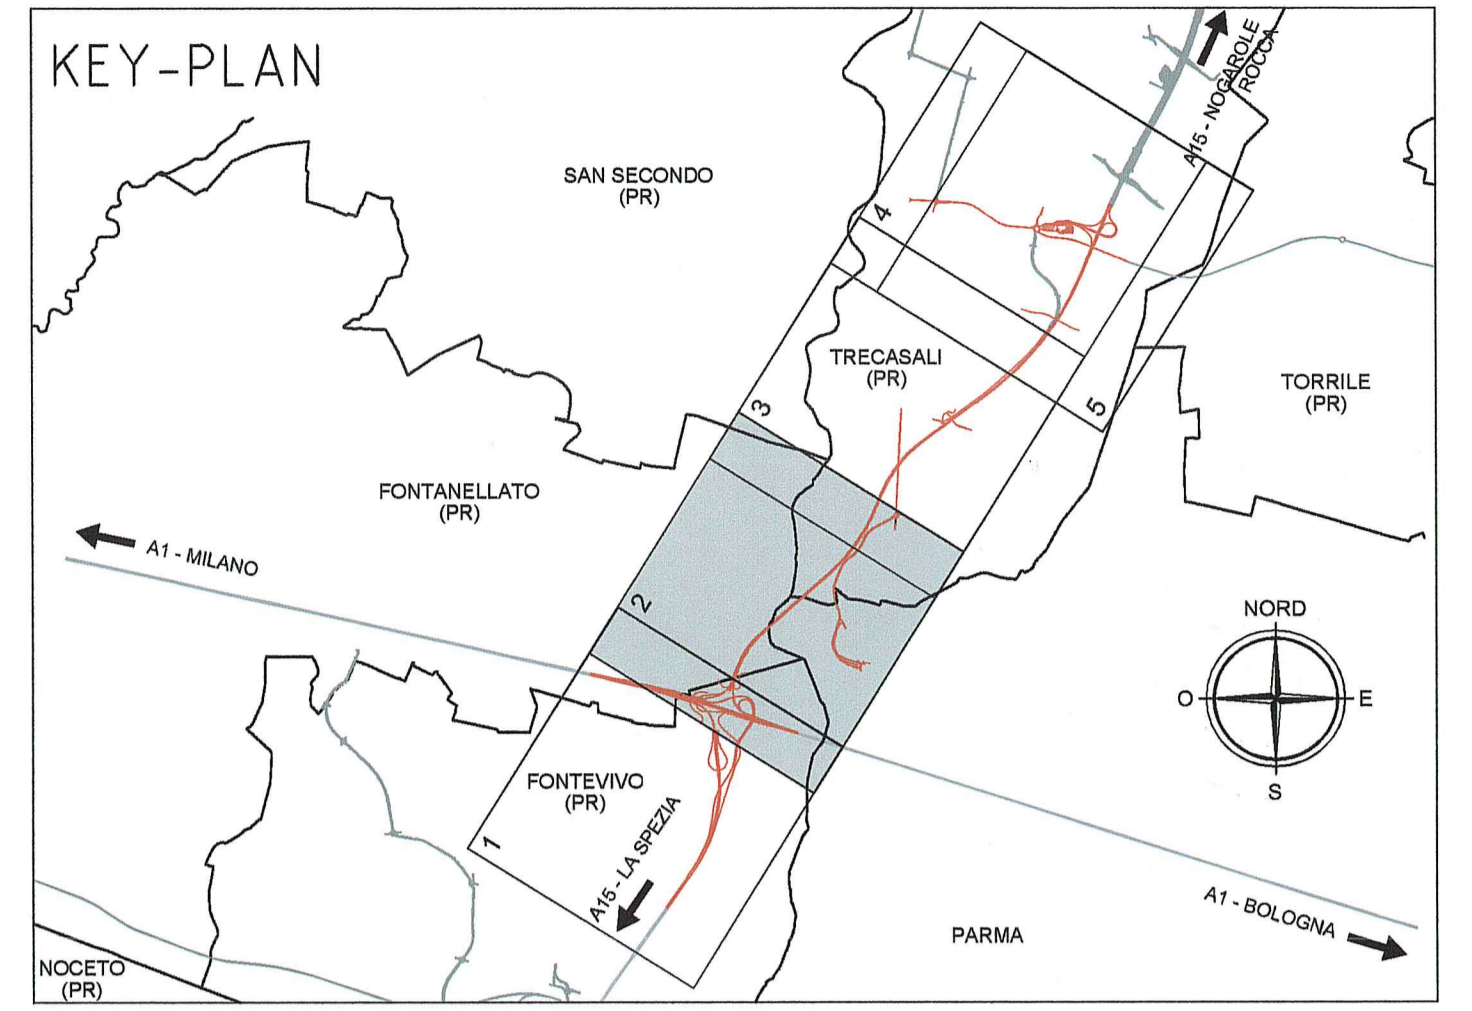 KEY-PLAN
A15 - NOGAROLE
ROCCA
SAN SECONDO
(PR)
4
TRECASALI
(PR)
TORRILE
(PR)
3
5
FONTANELLATO
(PR)
A1 - MILANO
2
NORD
O
E
S
FONTEVIVO
(PR)
1
A15 - LA SPEZIA
A1 - BOLOGNA
PARMA
NOCETO
(PR)